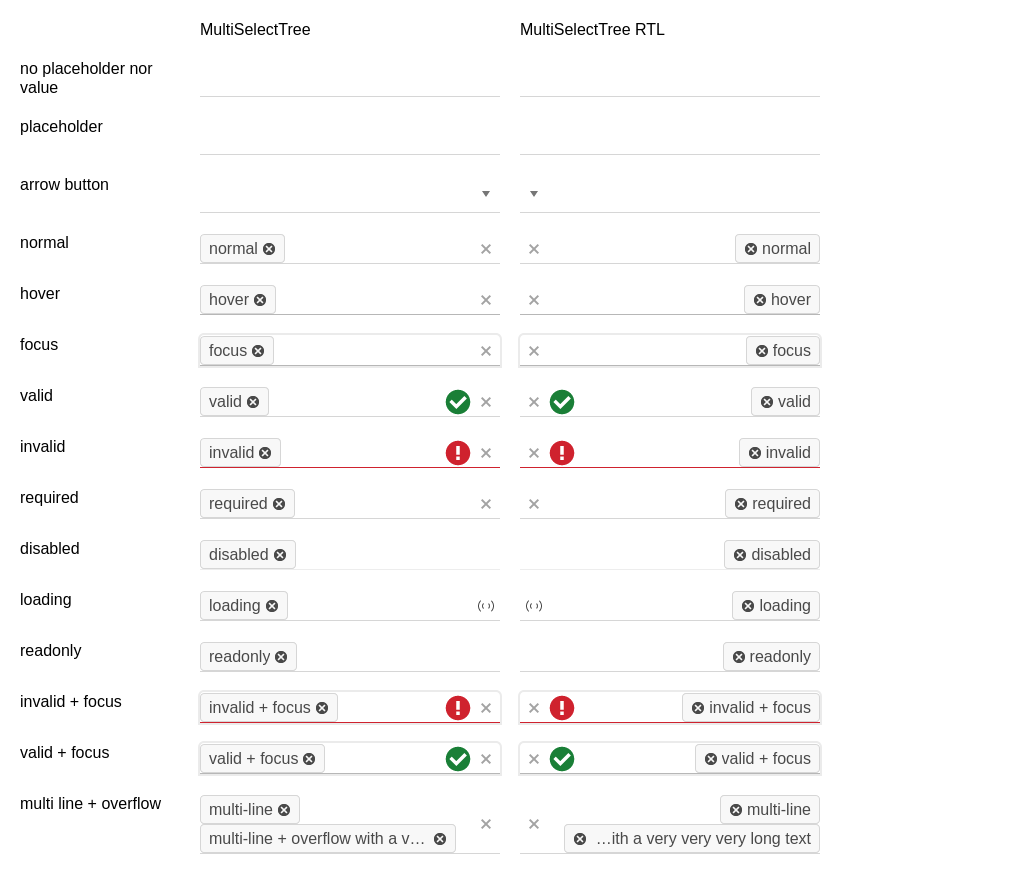 MultiSelectTree MultiSelectTree RTL
no placeholder nor
value
placeholder
arrow button
normal normal normal
hover hover hover
focus focus focus
valid valid valid
invalid invalid invalid
required required required
disabled disabled disabled
loading loading loading
readonly readonly readonly
invalid + focus invalid + focus invalid + focus
valid + focus valid + focus valid + focus
multi line + overflow multi-line multi-line
multi-line + overflow with a v… …ith a very very very long text